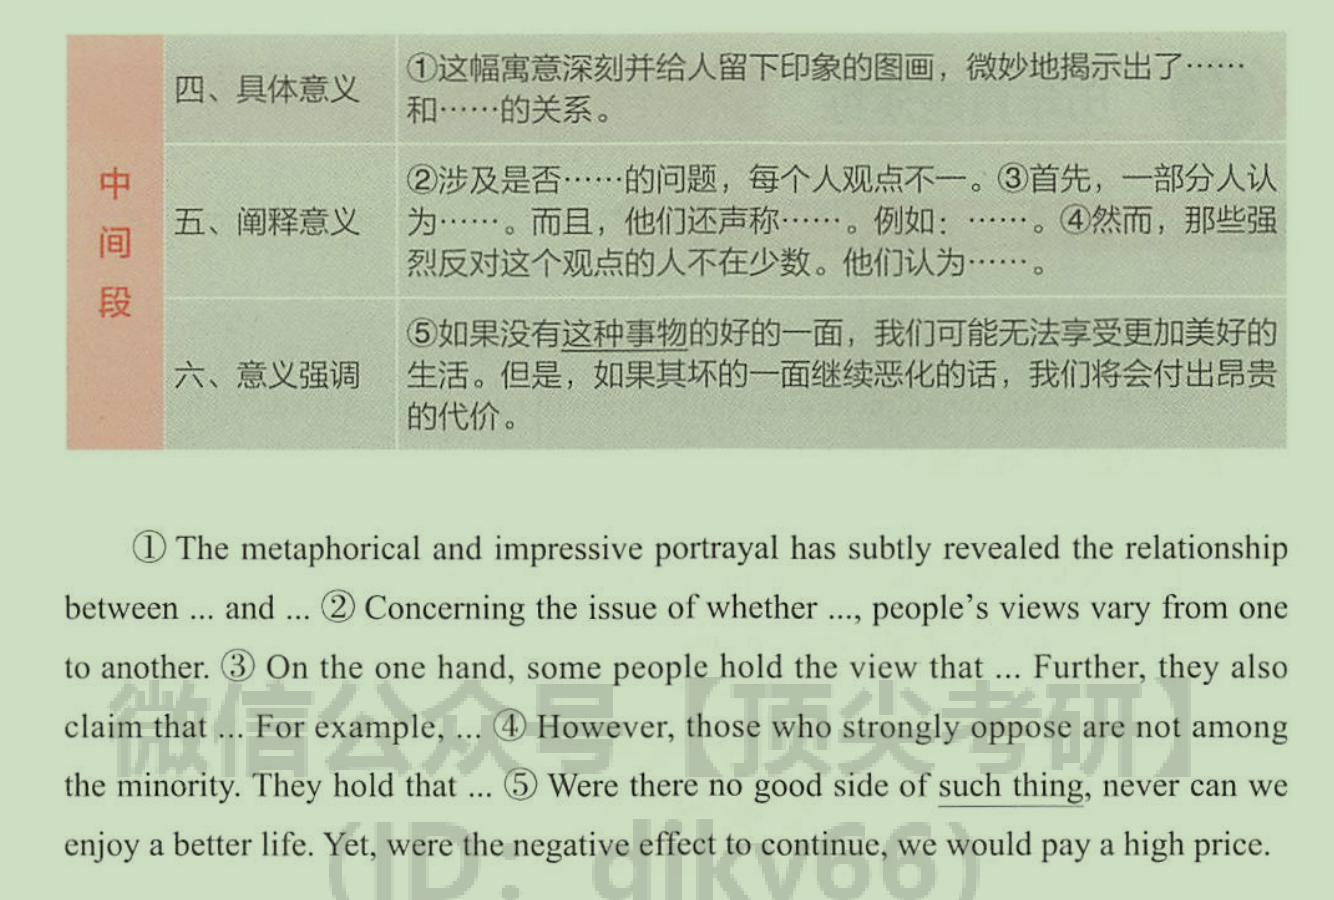 中间段
四、具体意义
①这幅寓意深刻并给人留下印象的图画，微妙地揭示出了……
和……的关系。
五、阐释意义
②涉及是否……的问题，每个人观点不一。③首先，一部分人认
为……。而且，他们还声称……。例如：……。④然而，那些强
烈反对这个观点的人不在少数。他们认为……。
六、意义强调
⑤如果没有这种事物的好的一面，我们可能无法享受更加美好的
生活。但是，如果其坏的一面继续恶化的话，我们将会付出昂贵
的代价。
① The metaphorical and impressive portrayal has subtly revealed the relationship
between ... and ... ② Concerning the issue of whether ..., people's views vary from one
to another. ③ On the one hand, some people hold the view that ... Further, they also
claim that ... For example, ... ④ However, those who strongly oppose are not among
the minority. They hold that ... ⑤ Were there no good side of such thing, never can we
enjoy a better life. Yet, were the negative effect to continue, we would pay a high price.
微信公众号【顶尖考研】
(ID: djky66)